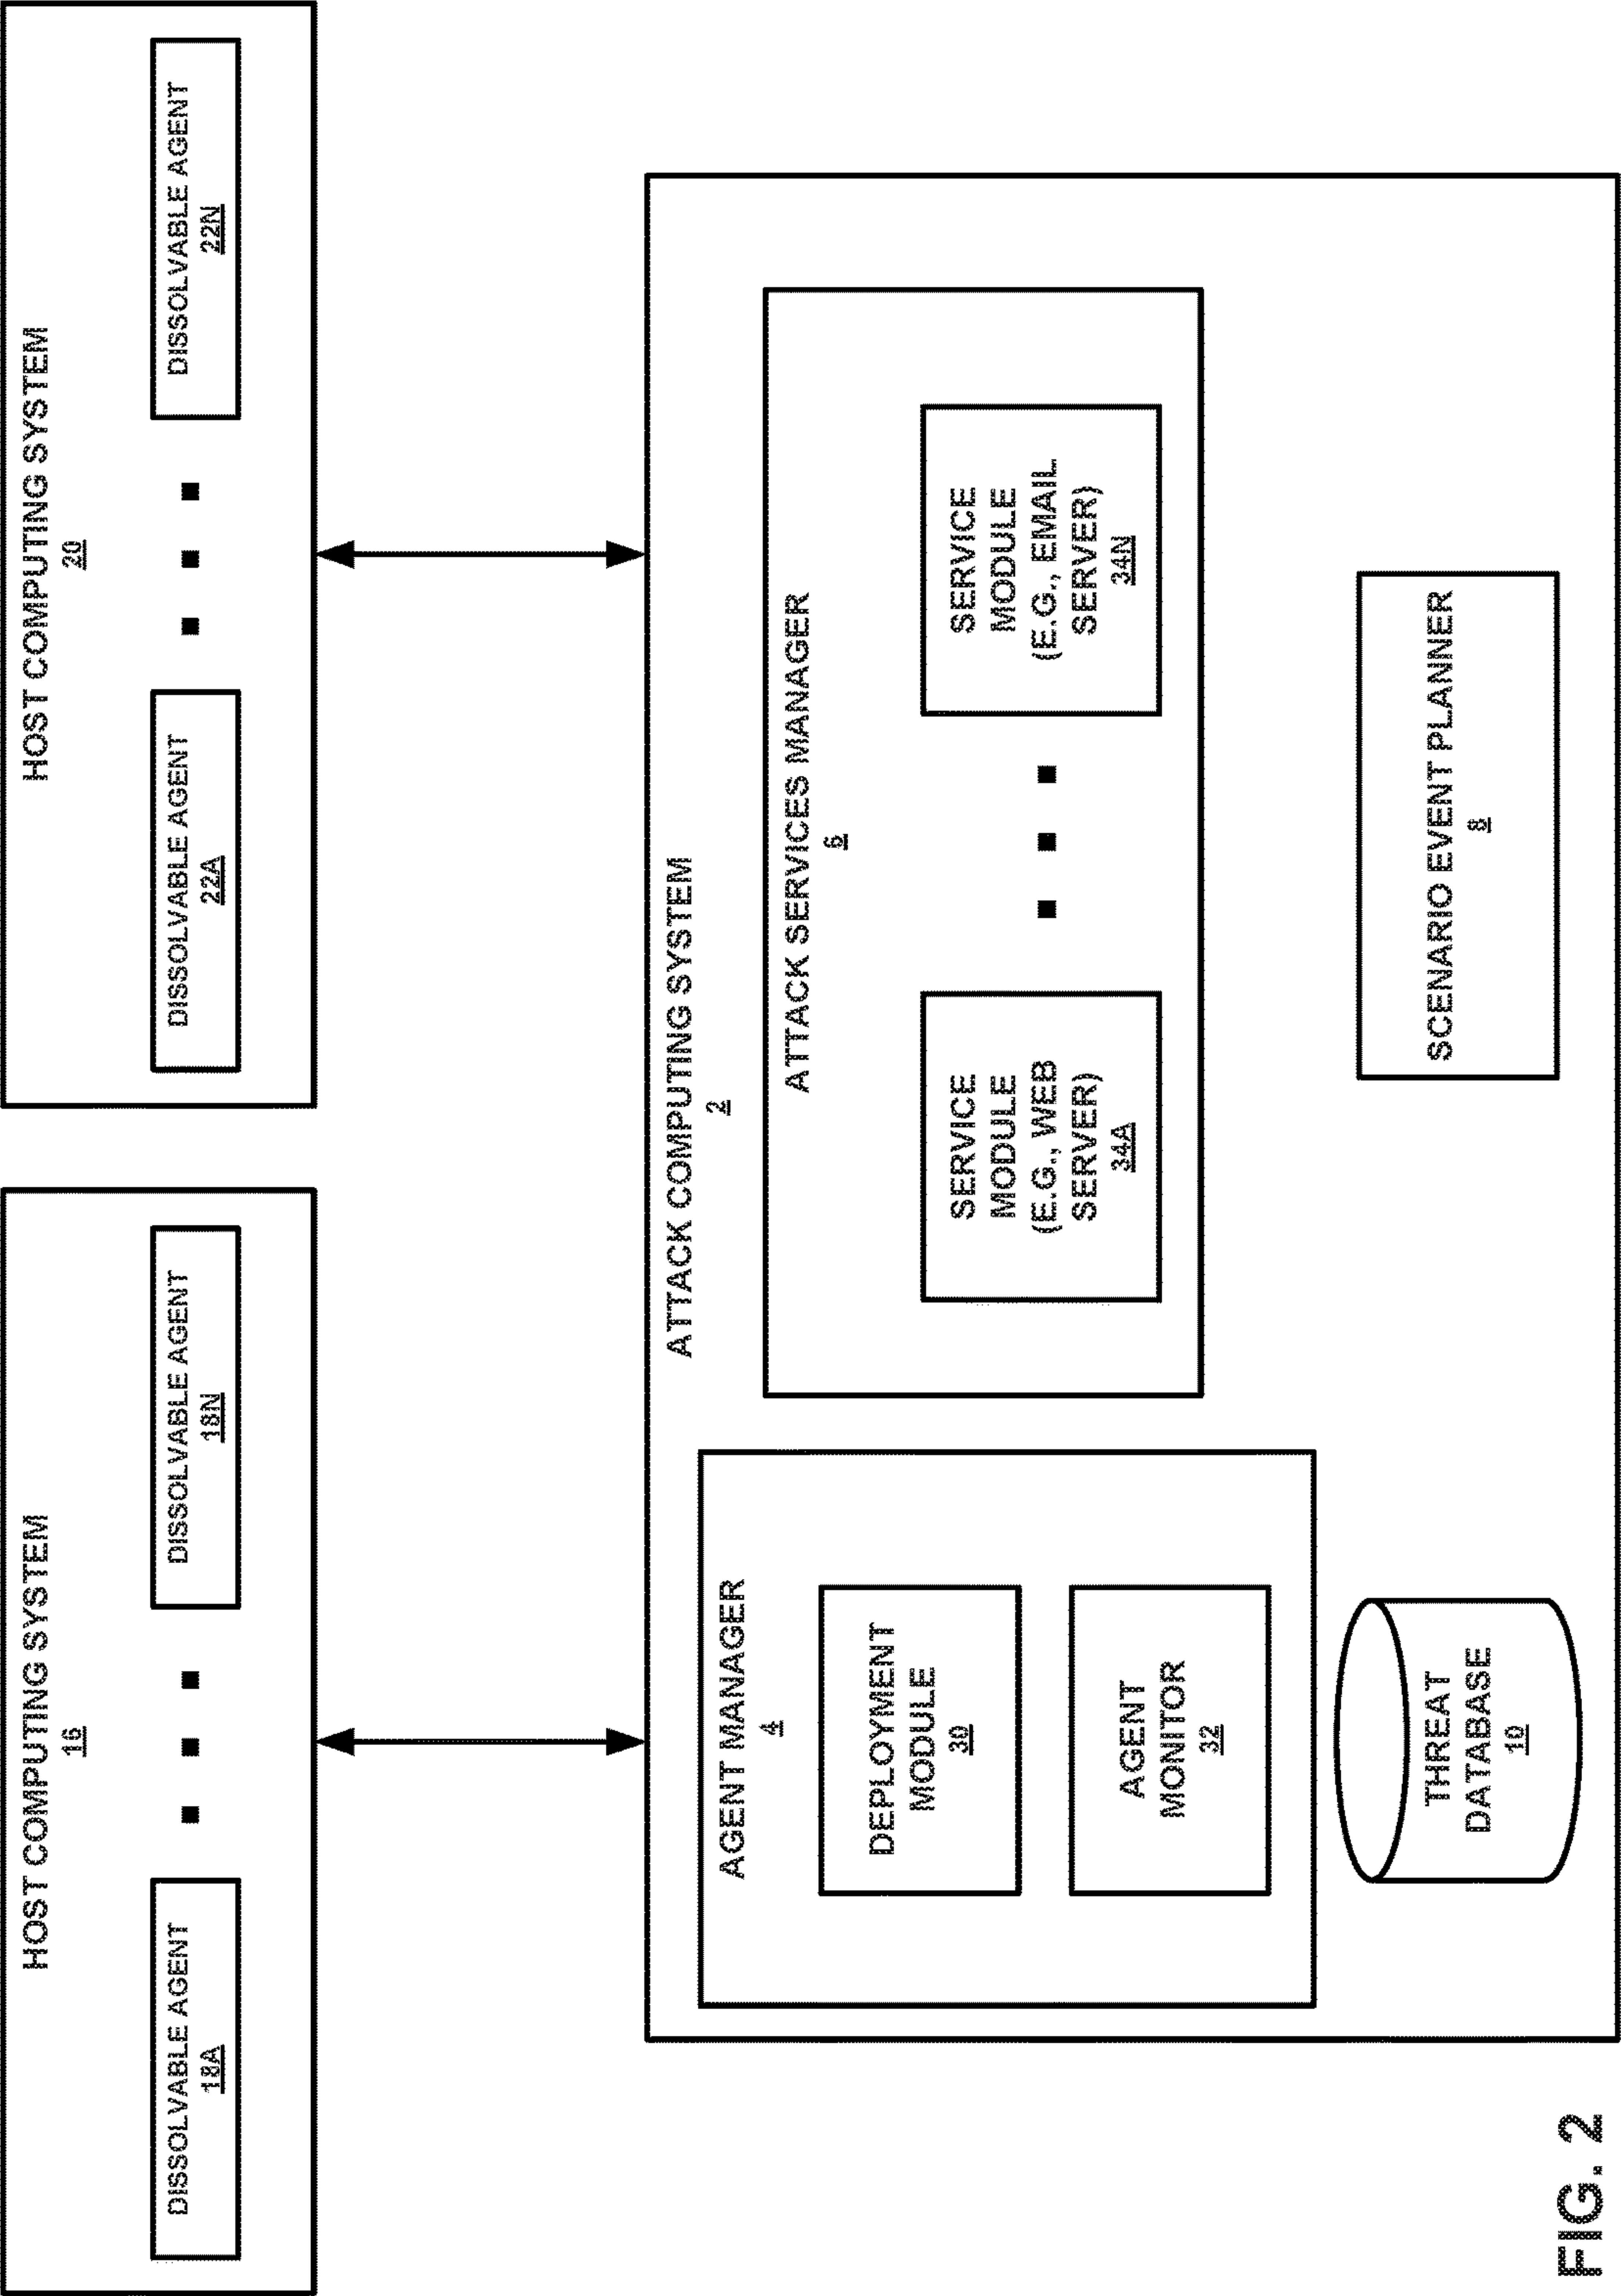 HOST COMPUTING SYSTEM
16
DISSOLVABLE AGENT
18A
DISSOLVABLE AGENT
18N
HOST COMPUTING SYSTEM
20
DISSOLVABLE AGENT
22A
DISSOLVABLE AGENT
22N
ATTACK COMPUTING SYSTEM
2
AGENT MANAGER
4
DEPLOYMENT
MODULE
30
AGENT
MONITOR
32
THREAT
DATABASE
10
ATTACK SERVICES MANAGER
6
SERVICE
MODULE
(E.G., WEB
SERVER)
34A
SERVICE
MODULE
(E.G., EMAIL
SERVER)
34N
SCENARIO EVENT PLANNER
8
FIG. 2